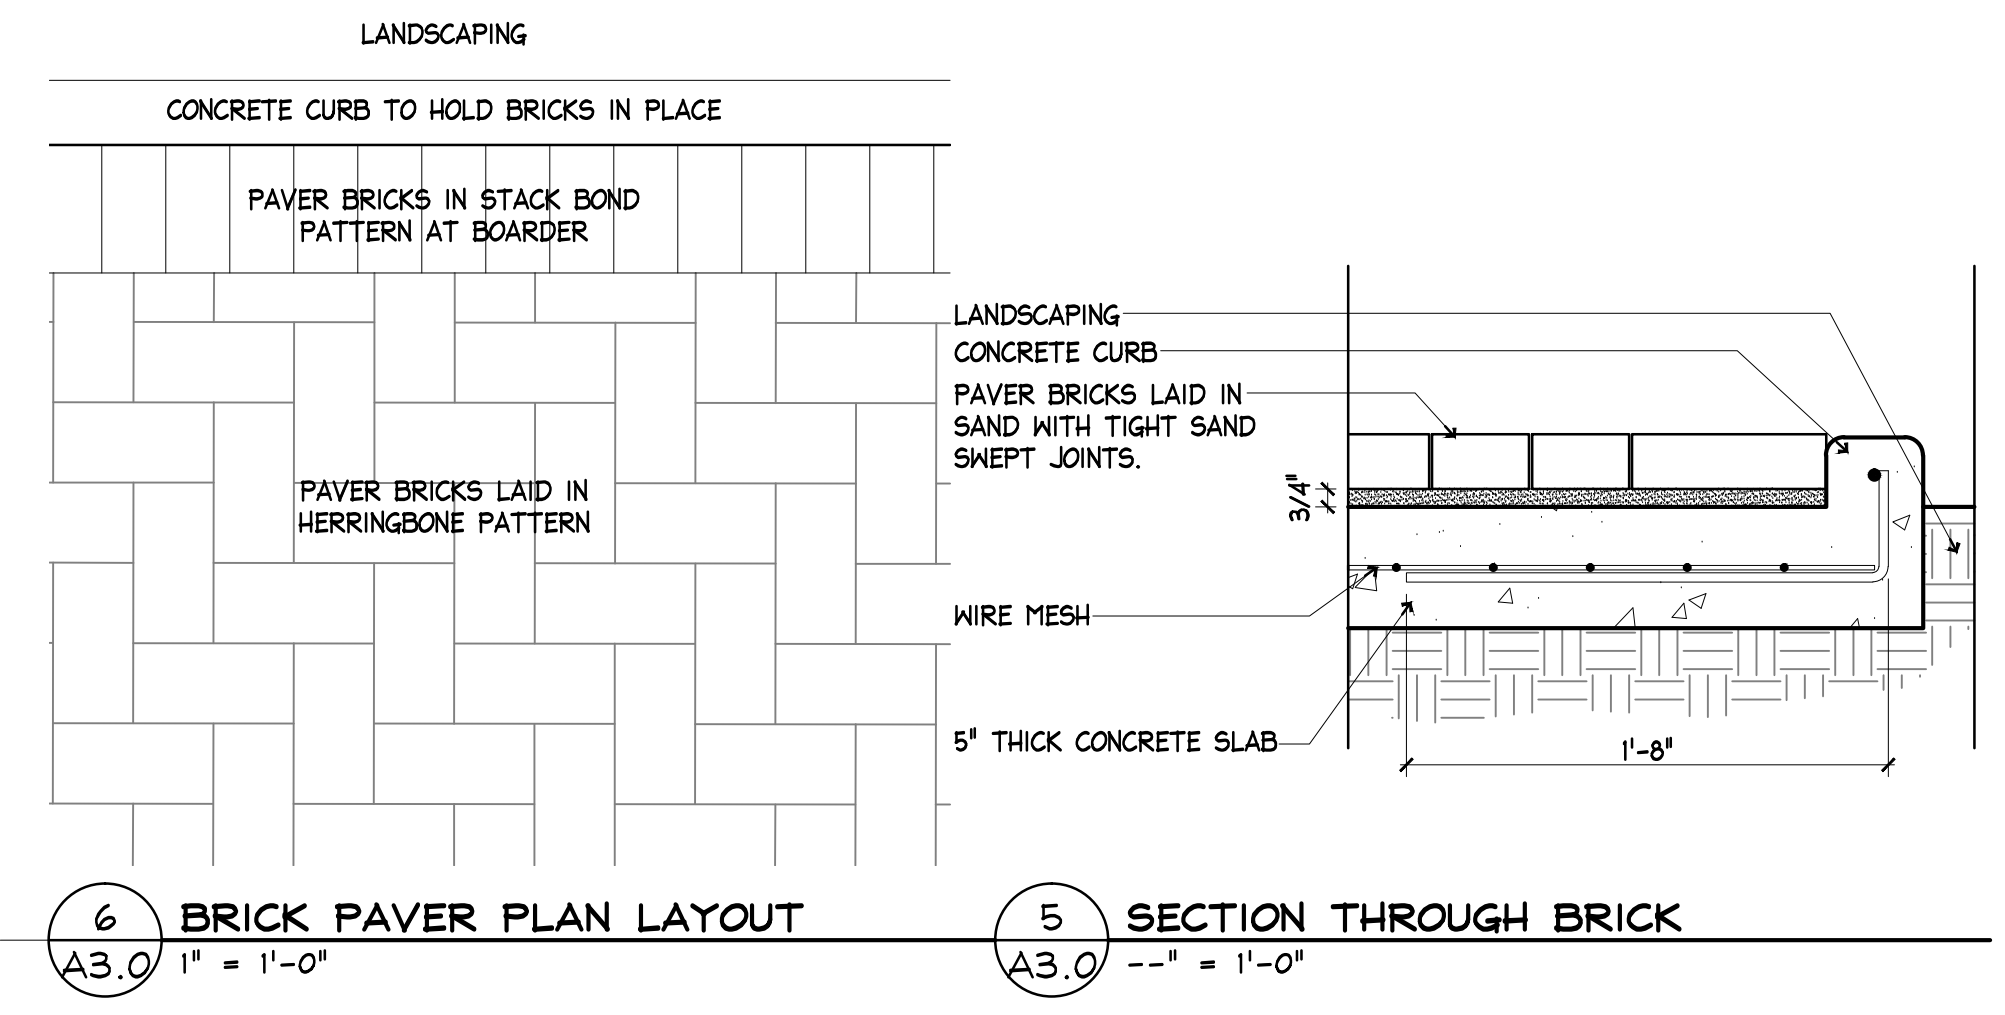 LANDSCAPING
CONCRETE CURB TO HOLD BRICKS IN PLACE
PAVER BRICKS IN STACK BOND
PATTERN AT BOARDER
PAVER BRICKS LAID IN
HERRINGBONE PATTERN
LANDSCAPING
CONCRETE CURB
PAVER BRICKS LAID IN
SAND WITH TIGHT SAND
SWEPT JOINTS.
3/4"
WIRE MESH
5" THICK CONCRETE SLAB
1'-8"
6
A3.0
BRICK PAVER PLAN LAYOUT
1" = 1'-0"
5
A3.0
SECTION THROUGH BRICK
--" = 1'-0"